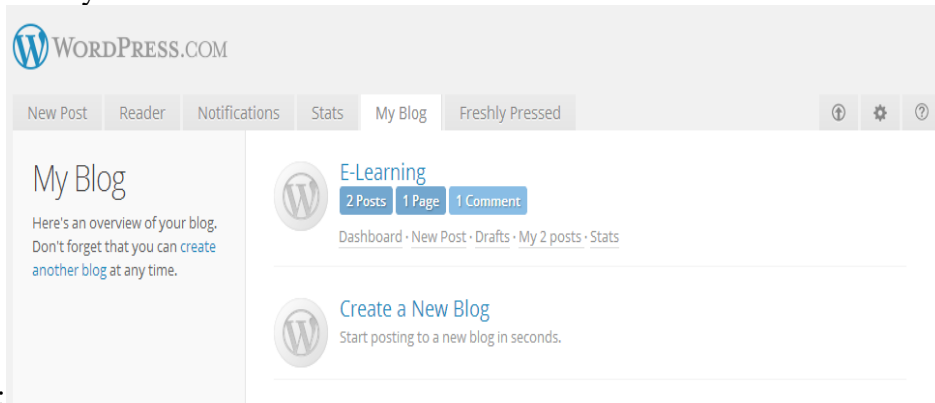 WORDPRESS.COM
New Post Reader Notifications Stats My Blog Freshly Pressed
My Blog
Here's an overview of your blog.
Don't forget that you can create
another blog at any time.
E-Learning
2 Posts 1 Page 1 Comment
Dashboard · New Post · Drafts · My 2 posts · Stats
Create a New Blog
Start posting to a new blog in seconds.